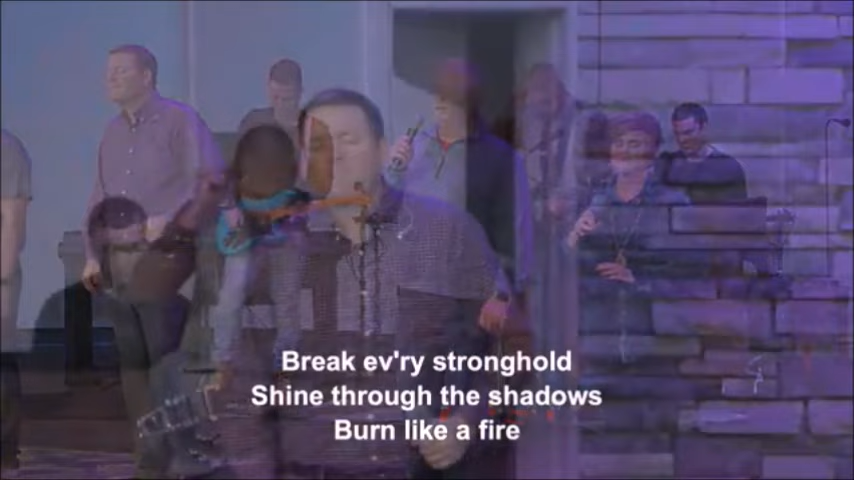 Break ev'ry stronghold
Shine through the shadows
Burn like a fire